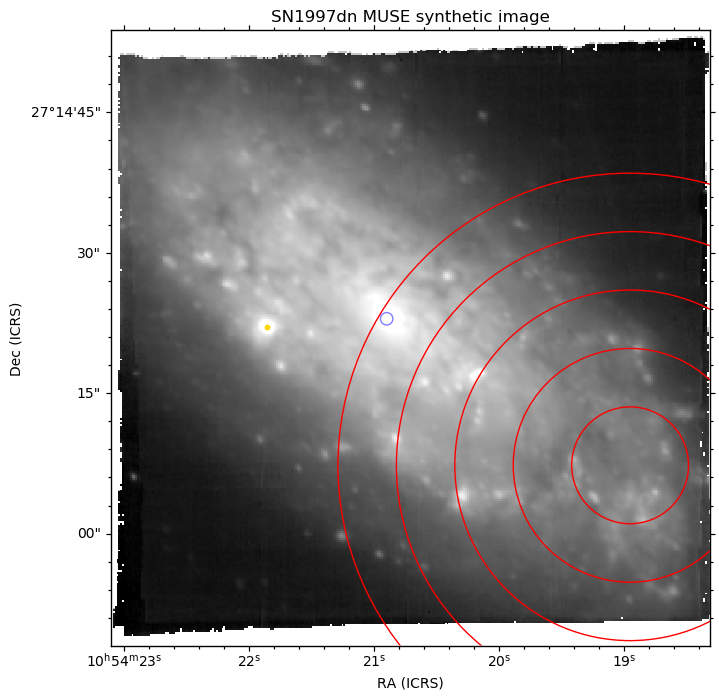 SN1997dn MUSE synthetic image
27°14'45"
30"
15"
00"
Dec (ICRS)
10ʰ54ᵐ23ˢ 22ˢ 21ˢ 20ˢ 19ˢ
RA (ICRS)